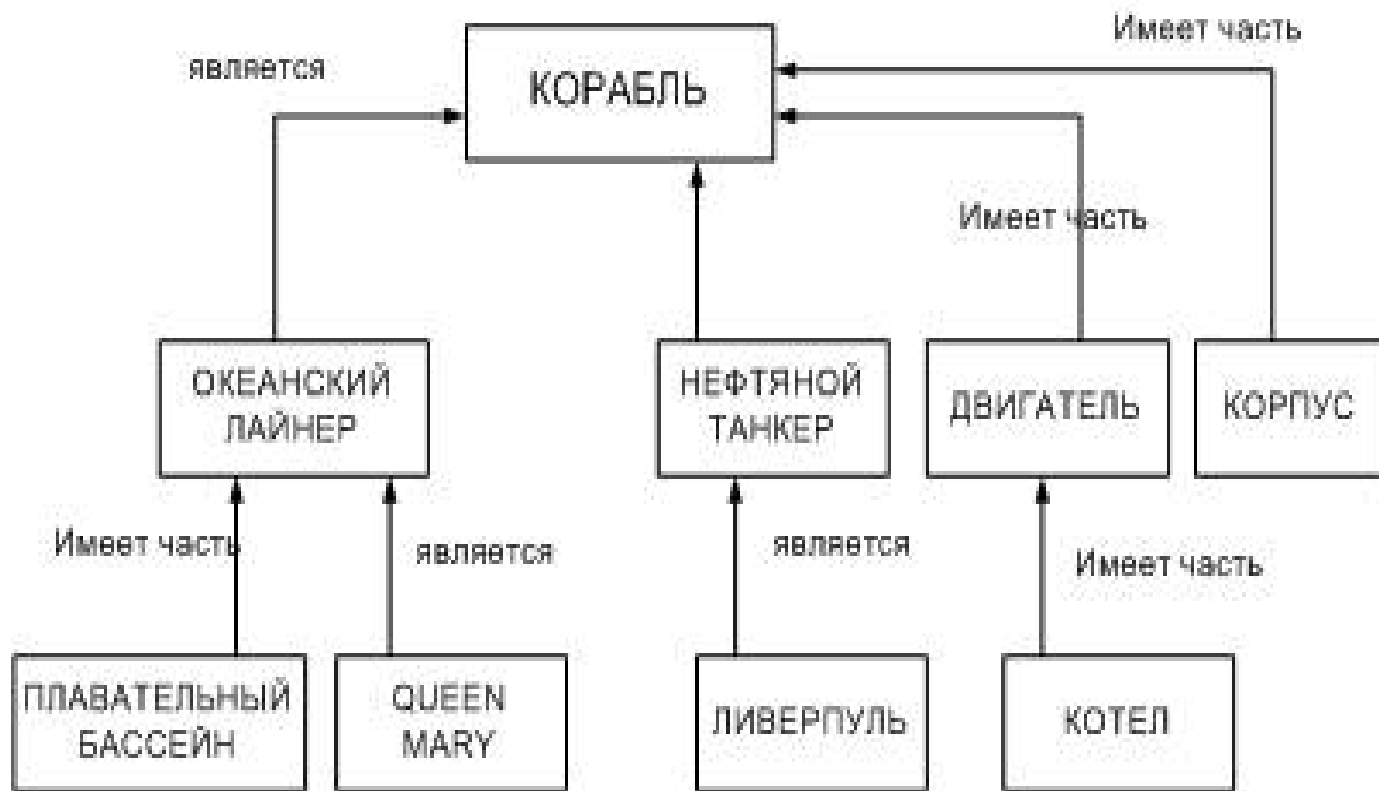 Имеет часть
является
КОРАБЛЬ
Имеет часть
ОКЕАНСКИЙ
ЛАЙНЕР
НЕФТЯНОЙ
ТАНКЕР
ДВИГАТЕЛЬ
КОРПУС
Имеет часть
является
является
Имеет часть
ПЛАВАТЕЛЬНЫЙ
БАССЕЙН
QUEEN
MARY
ЛИВЕРПУЛЬ
КОТЕЛ